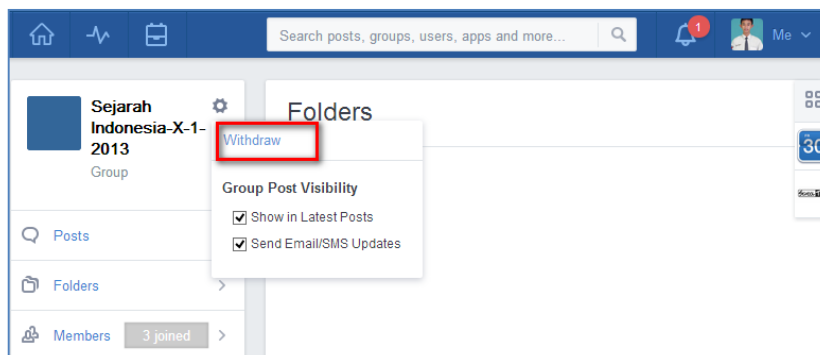 Search posts, groups, users, apps and more...
1
Me
Sejarah
Indonesia-X-1-
2013
Group
Folders
Withdraw
Group Post Visibility
Show in Latest Posts
Send Email/SMS Updates
Posts
Folders
Members 3 joined
30